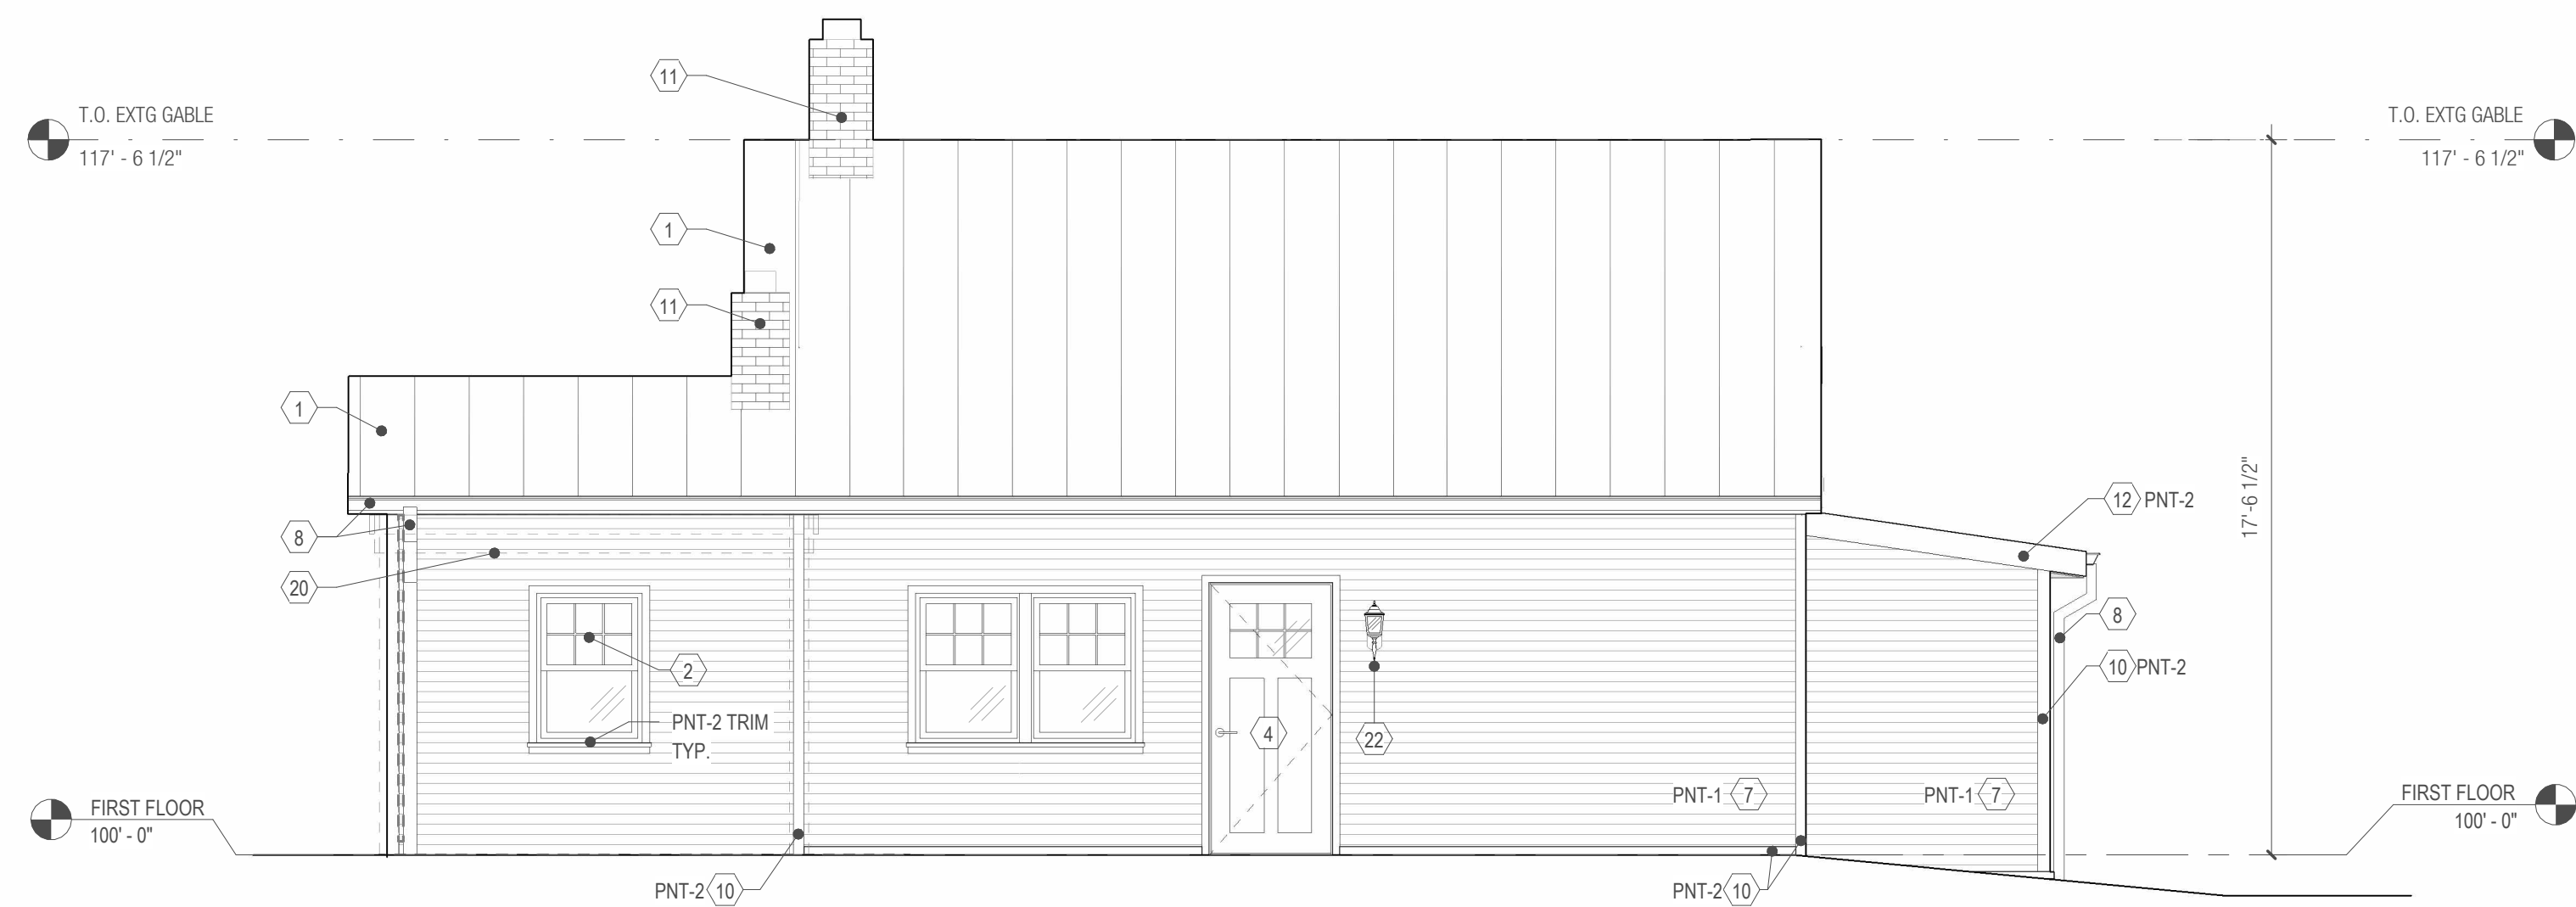 11
T.O. EXTG GABLE
117' - 6 1/2"
T.O. EXTG GABLE
117' - 6 1/2"
1
11
1
17'-6 1/2"
12 PNT-2
8
20
8
2
10 PNT-2
PNT-2 TRIM
TYP.
4
22
PNT-1 7
PNT-1 7
FIRST FLOOR
100' - 0"
FIRST FLOOR
100' - 0"
PNT-2 10
PNT-2 10